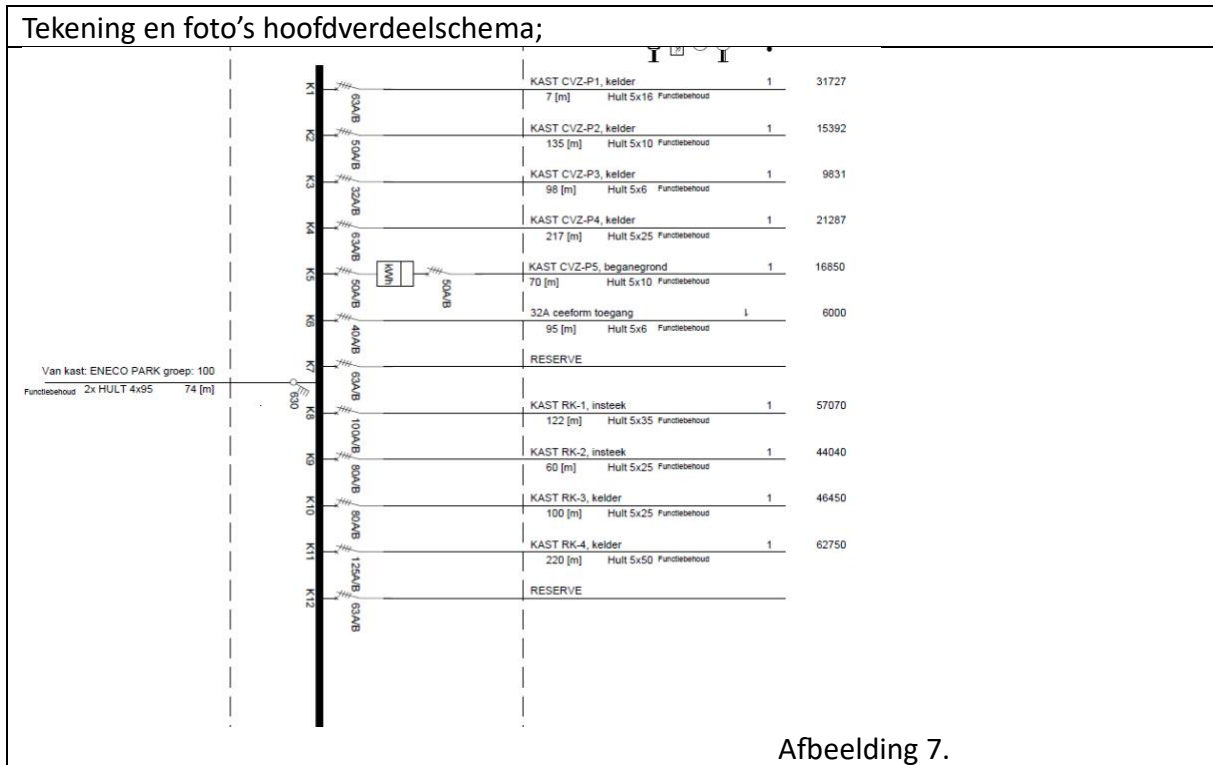 Tekening en foto's hoofdverdeelschema;
K1 63A/B KAST CVZ-P1, kelder 1 31727
7 [m] Hult 5x16 Functiebehoud
K2 50A/B KAST CVZ-P2, kelder 1 15392
135 [m] Hult 5x10 Functiebehoud
K3 32A/B KAST CVZ-P3, kelder 1 9831
98 [m] Hult 5x6 Functiebehoud
K4 63A/B KAST CVZ-P4, kelder 1 21287
217 [m] Hult 5x25 Functiebehoud
K5 50A/B kWh 50A/B KAST CVZ-P5, beganegrond 1 16850
70 [m] Hult 5x10 Functiebehoud
K6 40A/B 32A ceeform toegang 1 6000
95 [m] Hult 5x6 Functiebehoud
K7 63A/B RESERVE
Van kast: ENECO PARK groep: 100
Functiebehoud 2x HULT 4x95 74 [m]
630
K8 100A/B KAST RK-1, insteek 1 57070
122 [m] Hult 5x35 Functiebehoud
K9 80A/B KAST RK-2, insteek 1 44040
60 [m] Hult 5x25 Functiebehoud
K10 80A/B KAST RK-3, kelder 1 46450
100 [m] Hult 5x25 Functiebehoud
K11 125A/B KAST RK-4, kelder 1 62750
220 [m] Hult 5x50 Functiebehoud
K12 63A/B RESERVE
Afbeelding 7.